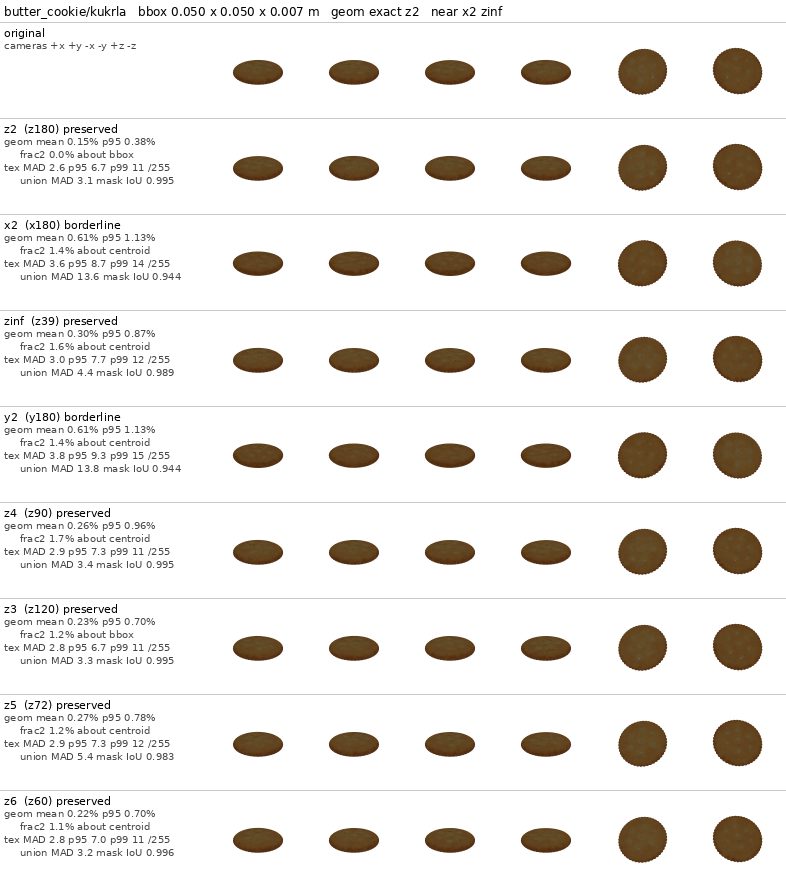 butter_cookie/kukrla bbox 0.050 x 0.050 x 0.007 m geom exact z2 near x2 zinf
original
cameras +x +y -x -y +z -z
z2 (z180) preserved
geom mean 0.15% p95 0.38%
frac2 0.0% about bbox
tex MAD 2.6 p95 6.7 p99 11 /255
union MAD 3.1 mask IoU 0.995
x2 (x180) borderline
geom mean 0.61% p95 1.13%
frac2 1.4% about centroid
tex MAD 3.6 p95 8.7 p99 14 /255
union MAD 13.6 mask IoU 0.944
zinf (z39) preserved
geom mean 0.30% p95 0.87%
frac2 1.6% about centroid
tex MAD 3.0 p95 7.7 p99 12 /255
union MAD 4.4 mask IoU 0.989
y2 (y180) borderline
geom mean 0.61% p95 1.13%
frac2 1.4% about centroid
tex MAD 3.8 p95 9.3 p99 15 /255
union MAD 13.8 mask IoU 0.944
z4 (z90) preserved
geom mean 0.26% p95 0.96%
frac2 1.7% about centroid
tex MAD 2.9 p95 7.3 p99 11 /255
union MAD 3.4 mask IoU 0.995
z3 (z120) preserved
geom mean 0.23% p95 0.70%
frac2 1.2% about bbox
tex MAD 2.8 p95 6.7 p99 11 /255
union MAD 3.3 mask IoU 0.995
z5 (z72) preserved
geom mean 0.27% p95 0.78%
frac2 1.2% about centroid
tex MAD 2.9 p95 7.3 p99 12 /255
union MAD 5.4 mask IoU 0.983
z6 (z60) preserved
geom mean 0.22% p95 0.70%
frac2 1.1% about centroid
tex MAD 2.8 p95 7.0 p99 11 /255
union MAD 3.2 mask IoU 0.996